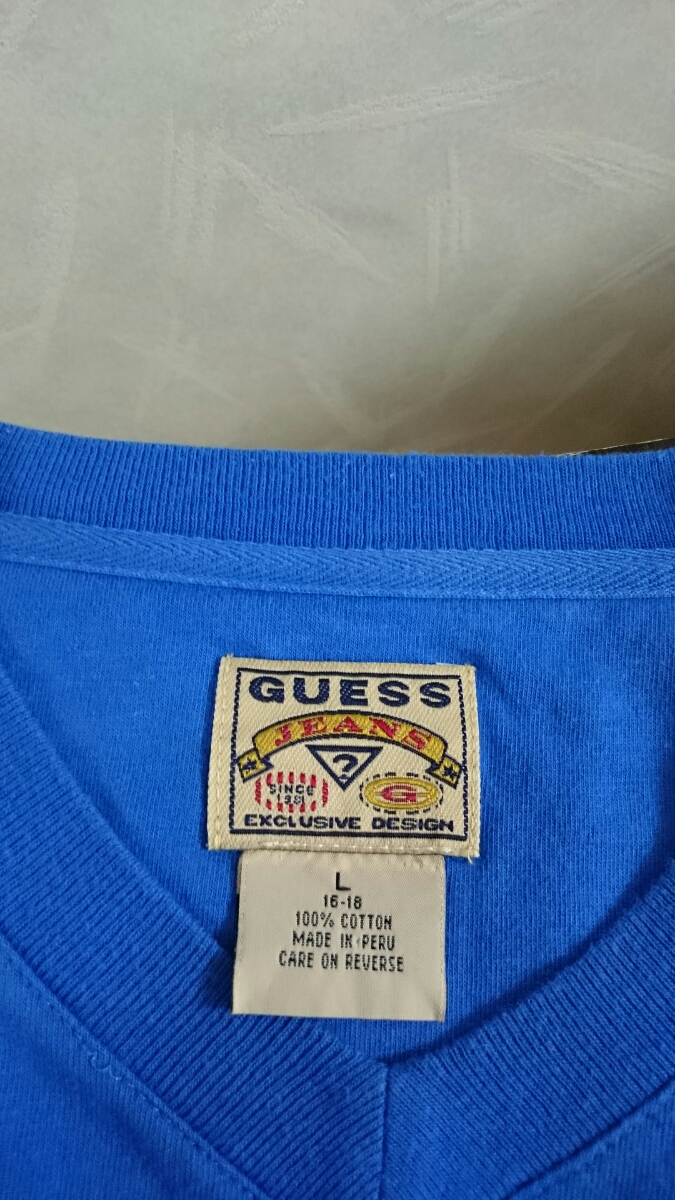 GUESS
JEANS
?
SINCE
1981
G
EXCLUSIVE DESIGN
L
16-18
100% COTTON
MADE IN PERU
CARE ON REVERSE